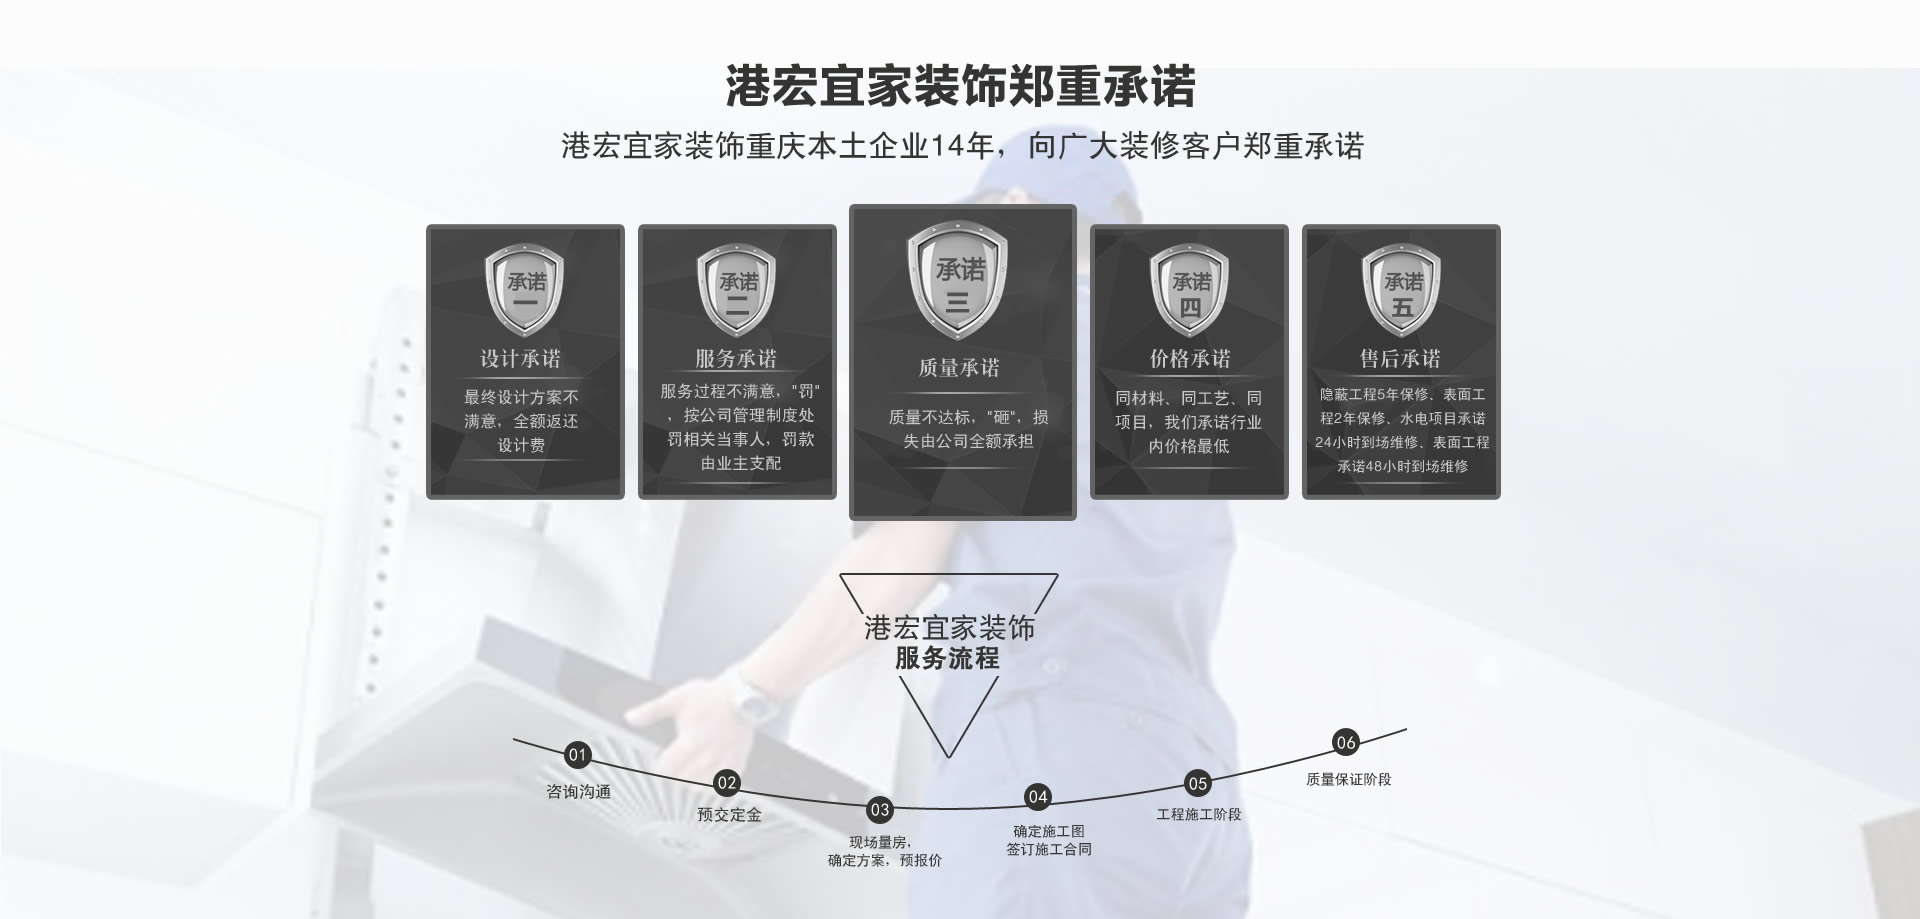 港宏宜家装饰郑重承诺
港宏宜家装饰重庆本土企业14年，向广大装修客户郑重承诺
承诺
一
设计承诺
最终设计方案不
满意，全额返还
设计费
承诺
二
服务承诺
服务过程不满意，"罚"
，按公司管理制度处
罚相关当事人，罚款
由业主支配
承诺
三
质量承诺
质量不达标，"砸"，损
失由公司全额承担
承诺
四
价格承诺
同材料、同工艺、同
项目，我们承诺行业
内价格最低
承诺
五
售后承诺
隐蔽工程5年保修、表面工
程2年保修、水电项目承诺
24小时到场维修、表面工程
承诺48小时到场维修
港宏宜家装饰
服务流程
01
咨询沟通
02
预交定金
03
现场量房，
确定方案，预报价
04
确定施工图
签订施工合同
05
工程施工阶段
06
质量保证阶段